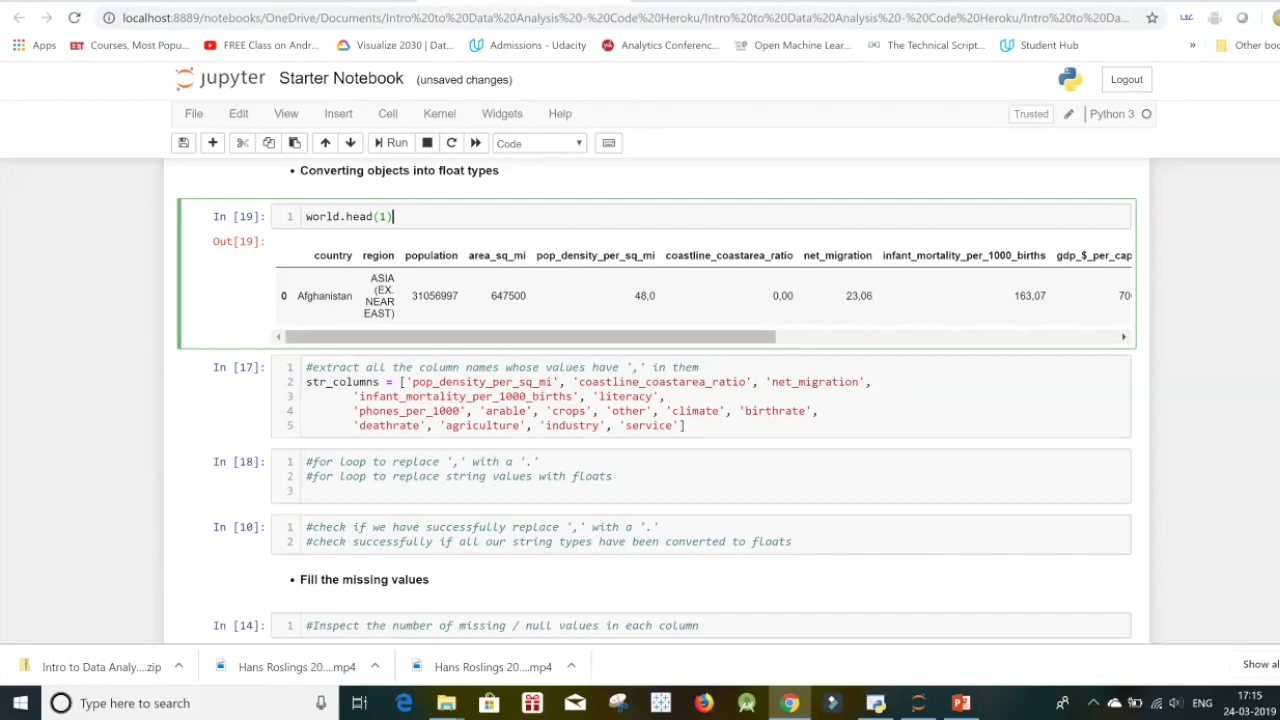 localhost:8889/notebooks/OneDrive/Documents/Intro%20to%20Data%20Analysis%20-%20Code%20Heroku/Intro%20to%20Data%20Analysis%20-%20Code%20Heroku/Intro%20to%20Da...
Apps Courses, Most Popu... FREE Class on Andr... Visualize 2030 | Dat... Admissions - Udacity Analytics Conferenc... Open Machine Lear... The Technical Script... Student Hub » Other boo
jupyter Starter Notebook (unsaved changes) Logout
File Edit View Insert Cell Kernel Widgets Help Trusted Python 3
Run Code
• Converting objects into float types
In [19]: 1 world.head(1)
Out[19]:
country region population area_sq_mi pop_density_per_sq_mi coastline_coastarea_ratio net_migration infant_mortality_per_1000_births gdp_$_per_cap
0 Afghanistan ASIA (EX. NEAR EAST) 31056997 647500 48,0 0,00 23,06 163,07 70
In [17]: 1 #extract all the column names whose values have ',' in them
2 str_columns = ['pop_density_per_sq_mi', 'coastline_coastarea_ratio', 'net_migration',
3 'infant_mortality_per_1000_births', 'literacy',
4 'phones_per_1000', 'arable', 'crops', 'other', 'climate', 'birthrate',
5 'deathrate', 'agriculture', 'industry', 'service']
In [18]: 1 #for loop to replace ',' with a '.'
2 #for loop to replace string values with floats
3
In [10]: 1 #check if we have successfully replace ',' with a '.'
2 #check successfully if all our string types have been converted to floats
• Fill the missing values
In [14]: 1 #Inspect the number of missing / null values in each column
Intro to Data Analy....zip Hans Roslings 20....mp4 Hans Roslings 20....mp4 Show al
Type here to search ENG 17:15
24-03-2019